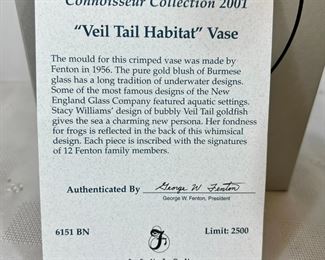 Connoisseur Collection 2001
“Veil Tail Habitat” Vase
The mould for this crimped vase was made by
Fenton in 1956. The pure gold blush of Burmese
glass has a long tradition of underwater designs.
Some of the most famous designs of the New
England Glass Company featured aquatic settings.
Stacy Williams’ design of bubbly Veil Tail goldfish
gives the sea a charming new persona. Her fondness
for frogs is reflected in the back of this whimsical
design. Each piece is inscribed with the signatures
of 12 Fenton family members.
Authenticated By George W. Fenton
George W. Fenton, President
6151 BN
Limit: 2500